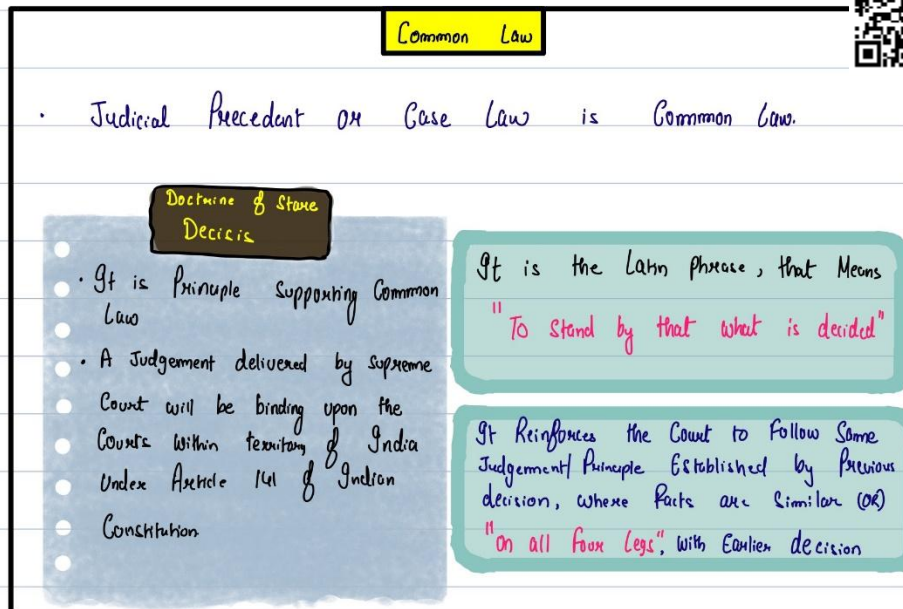 Common Law
· Judicial Precedent or Case Law is Common Law.
Doctrine of Stare
Decisis
· It is Principle Supporting Common
Law
· A Judgement delivered by supreme
Court will be binding upon the
Courts within territory of India
Under Article 141 of Indian
Constitution
It is the Latin Phrase, that Means
"To Stand by that what is decided"
It Reinforces the Court to Follow Same
Judgement/Principle Established by Previous
decision, where Facts are Similar (OR)
"on all four legs", with Earlier decision